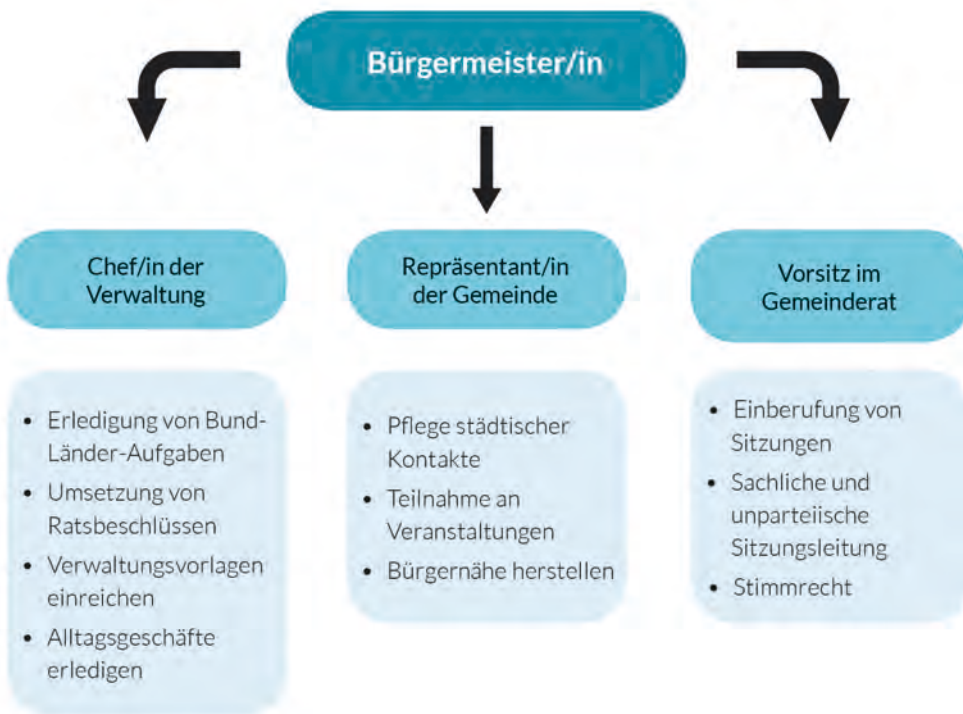 Bürgermeister/in
Chef/in der
Verwaltung
• Erledigung von Bund-
Länder-Aufgaben
• Umsetzung von
Ratsbeschlüssen
• Verwaltungsvorlagen
einreichen
• Alltagsgeschäfte
erledigen
Repräsentant/in
der Gemeinde
• Pflege städtischer
Kontakte
• Teilnahme an
Veranstaltungen
• Bürgernähe herstellen
Vorsitz im
Gemeinderat
• Einberufung von
Sitzungen
• Sachliche und
unparteiische
Sitzungsleitung
• Stimmrecht